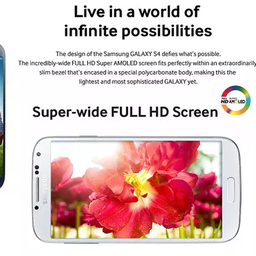 Live in a world of
infinite possibilities
The design of the Samsung GALAXY S4 defies what's possible.
The incredibly-wide FULL HD Super AMOLED screen fits perfectly within an extraordinarily
slim bezel that's encased in a special polycarbonate body, making this the
lightest and most sophisticated GALAXY yet.
HD AMOLED
Super-wide FULL HD Screen